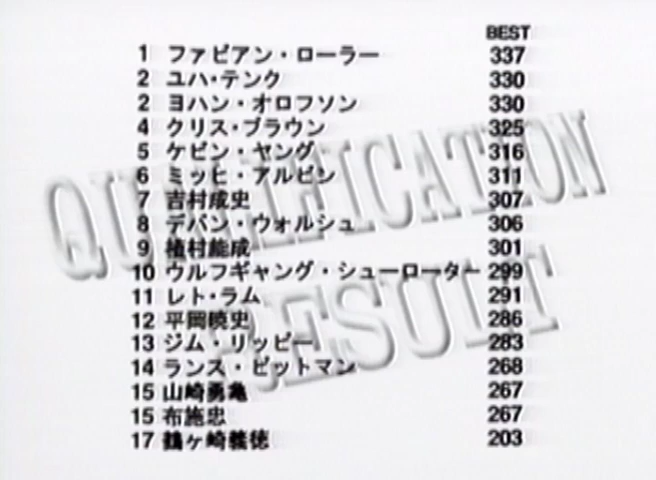 BEST
1 ファビアン・ローラー 337
2 ユハ・テンク 330
2 ヨハン・オロフソン 330
4 クリス・ブラウン 325
5 ケビン・ヤング 316
6 ミッヒ・アルビン 311
7 吉村成史 307
8 デバン・ウォルシュ 306
9 植村能成 301
10 ウルフギャング・シューローター 299
11 レト・ラム 291
12 平岡暁史 286
13 ジム・リッピー 283
14 ランス・ピットマン 268
15 山崎勇亀 267
15 布施忠 267
17 鶴ヶ崎義徳 203
QUALIFICATION
RESULT